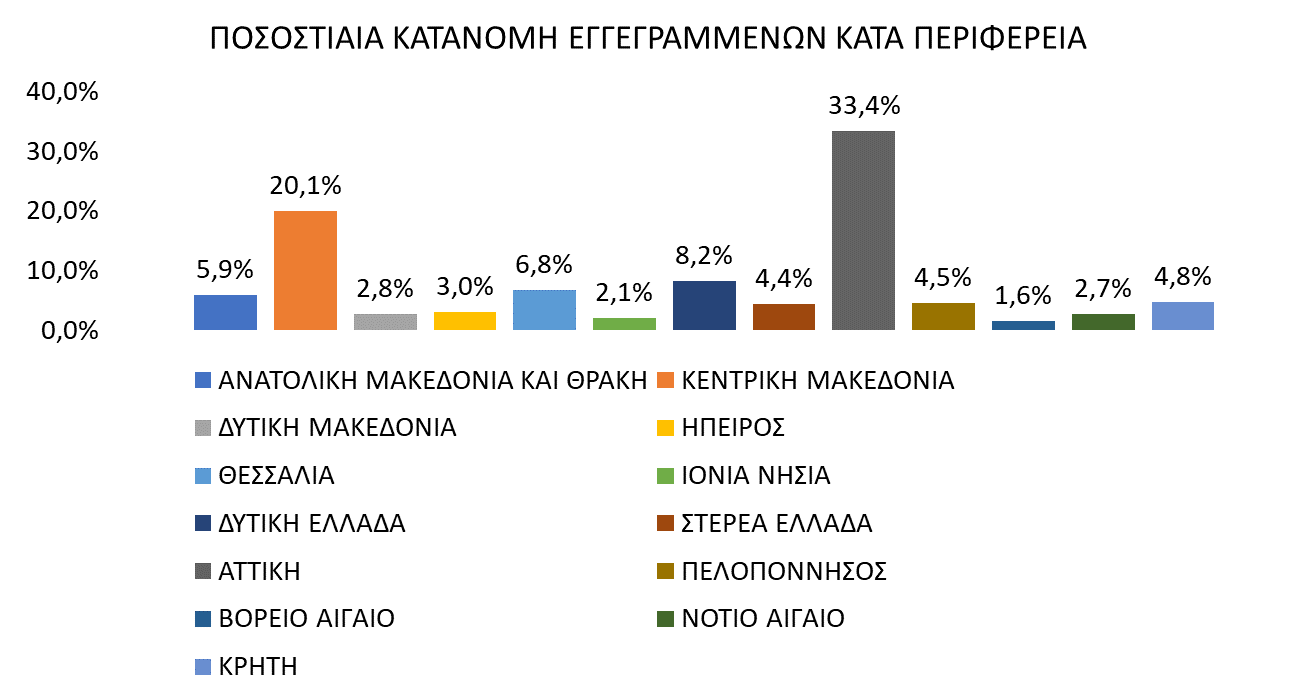 ΠΟΣΟΣΤΙΑΙΑ ΚΑΤΑΝΟΜΗ ΕΓΓΕΓΡΑΜΜΕΝΩΝ ΚΑΤΑ ΠΕΡΙΦΕΡΕΙΑ
40,0%
30,0%
20,0%
10,0%
0,0%
5,9%
20,1%
2,8%
3,0%
6,8%
2,1%
8,2%
4,4%
33,4%
4,5%
1,6%
2,7%
4,8%
ΑΝΑΤΟΛΙΚΗ ΜΑΚΕΔΟΝΙΑ ΚΑΙ ΘΡΑΚΗ
ΚΕΝΤΡΙΚΗ ΜΑΚΕΔΟΝΙΑ
ΔΥΤΙΚΗ ΜΑΚΕΔΟΝΙΑ
ΗΠΕΙΡΟΣ
ΘΕΣΣΑΛΙΑ
ΙΟΝΙΑ ΝΗΣΙΑ
ΔΥΤΙΚΗ ΕΛΛΑΔΑ
ΣΤΕΡΕΑ ΕΛΛΑΔΑ
ΑΤΤΙΚΗ
ΠΕΛΟΠΟΝΝΗΣΟΣ
ΒΟΡΕΙΟ ΑΙΓΑΙΟ
ΝΟΤΙΟ ΑΙΓΑΙΟ
ΚΡΗΤΗ